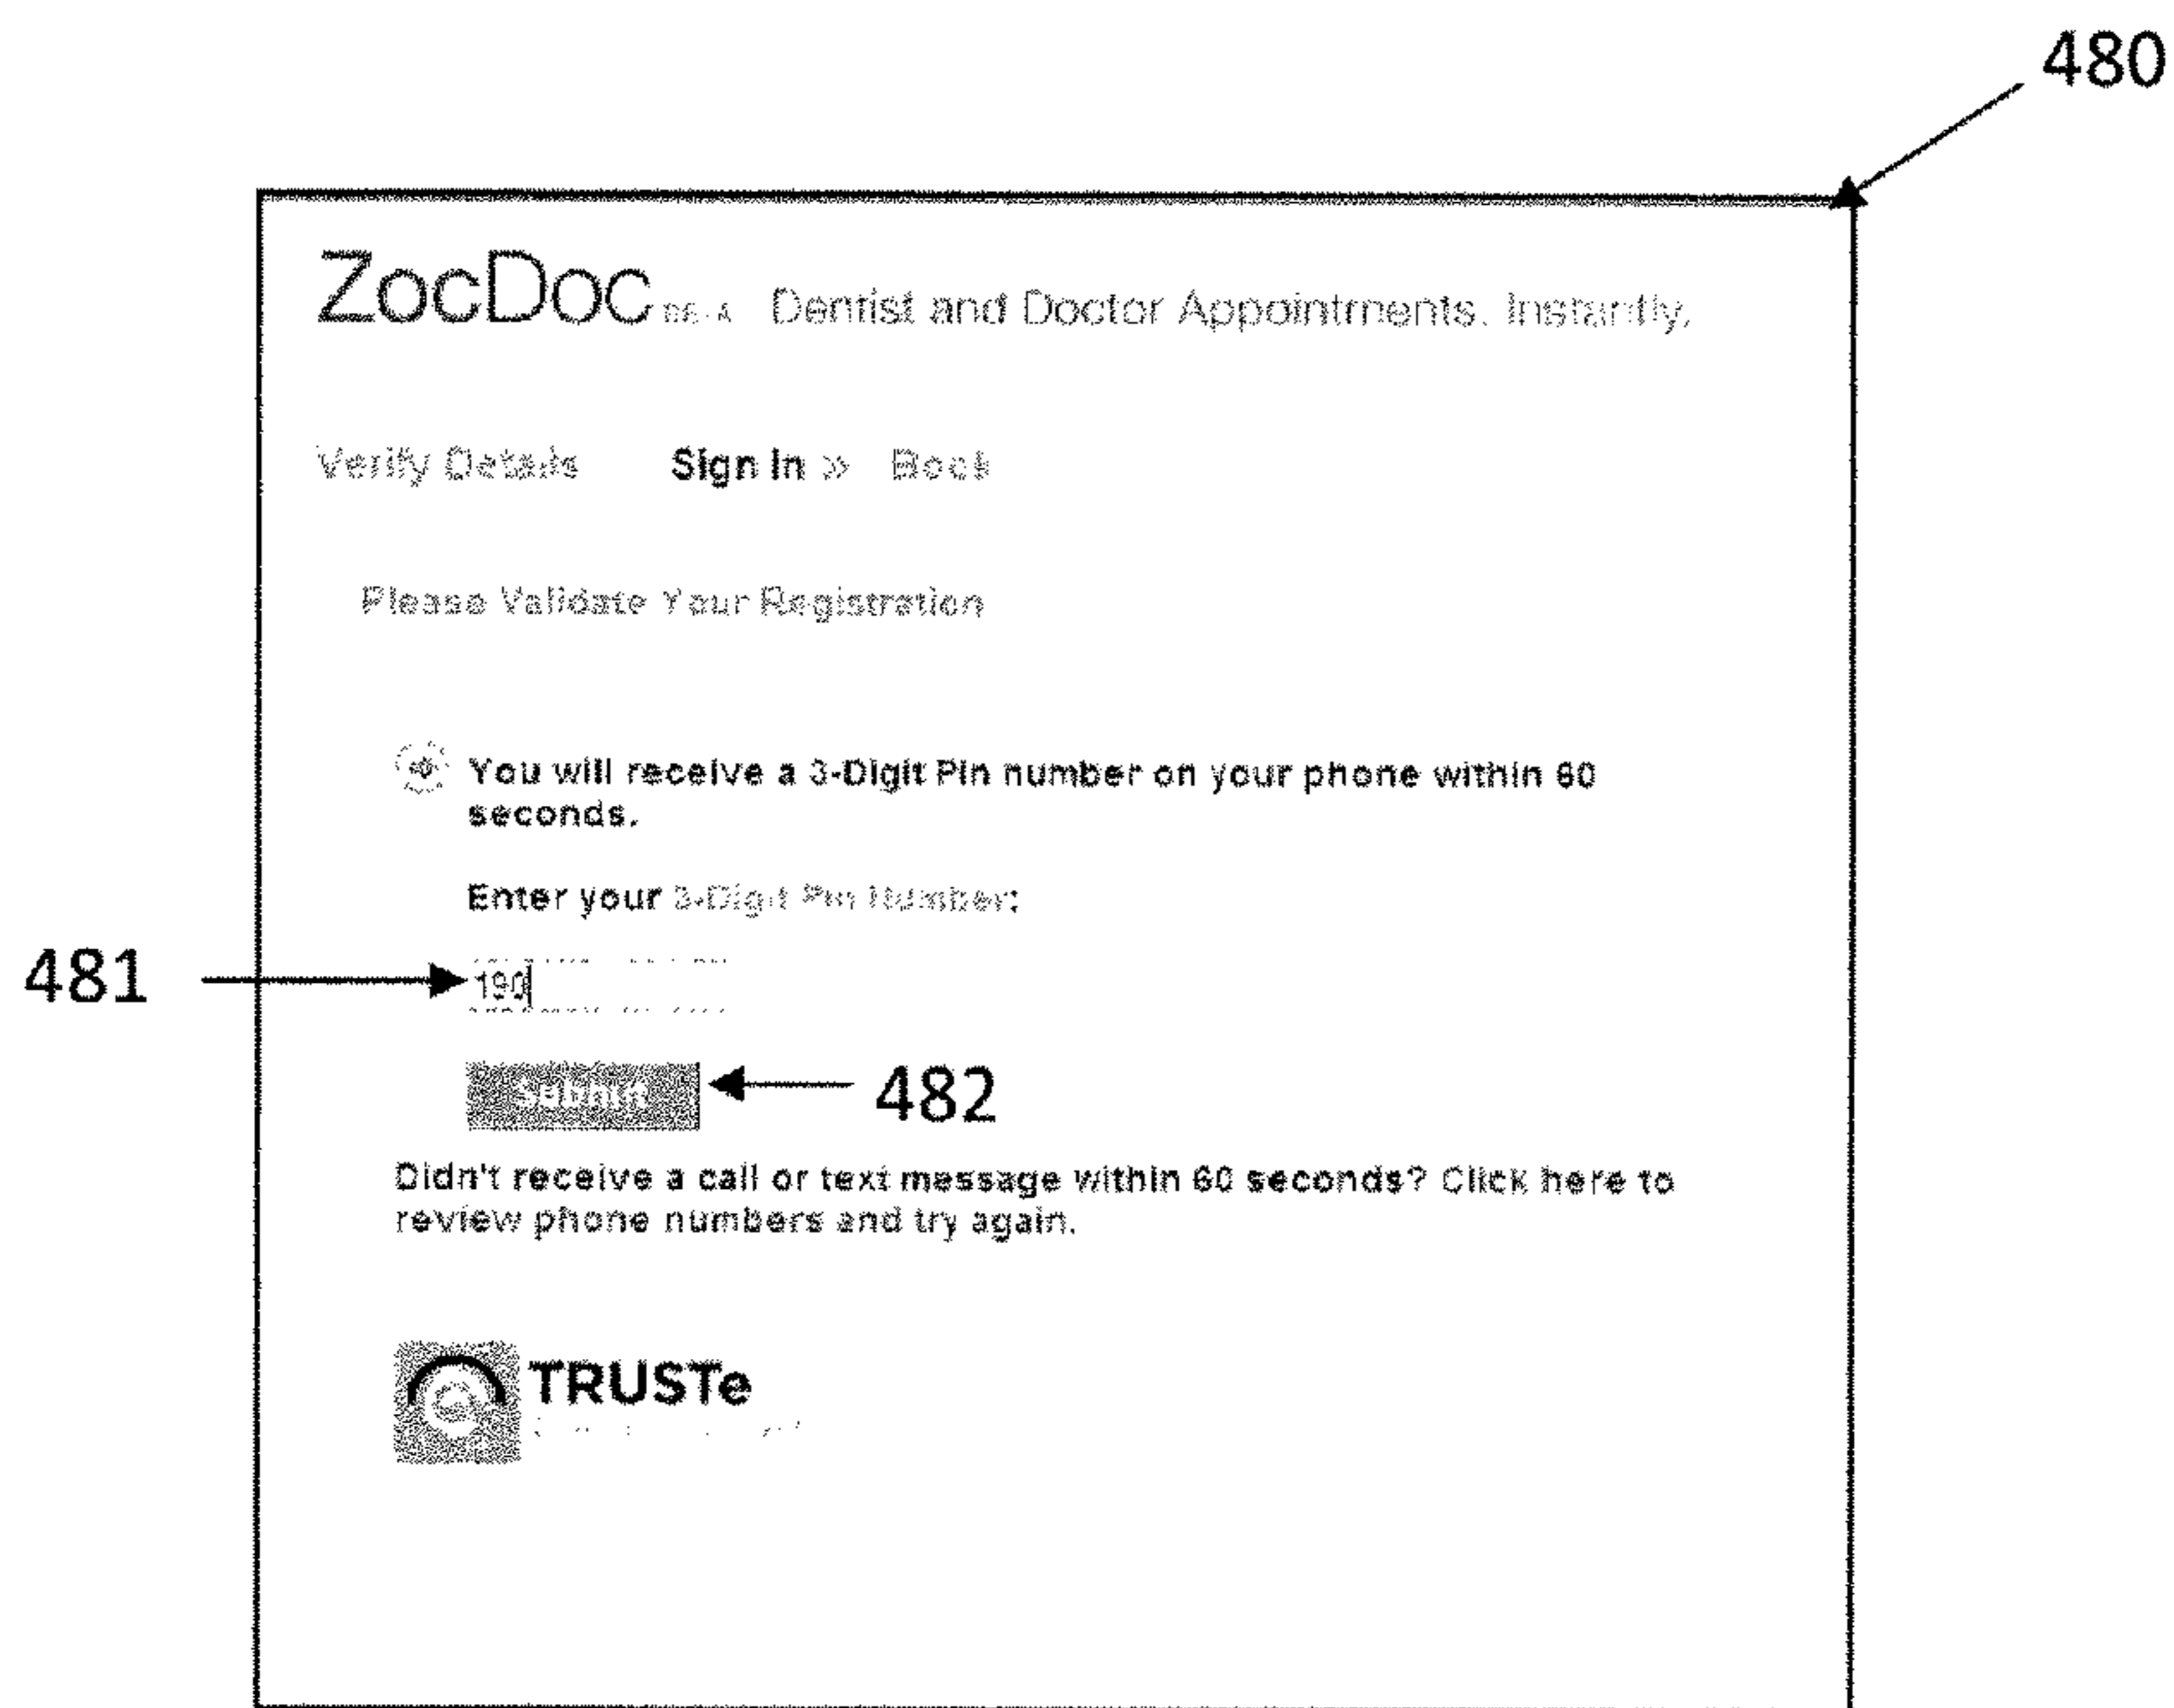 480
ZocDoc Dentist and Doctor Appointments. Instantly.
Verify Details Sign In » Book
Please Validate Your Registration
You will receive a 3-Digit Pin number on your phone within 60
seconds.
Enter your 3-Digit Pin Number:
481 190
Submit 482
Didn't receive a call or text message within 60 seconds? Click here to
review phone numbers and try again.
TRUSTe